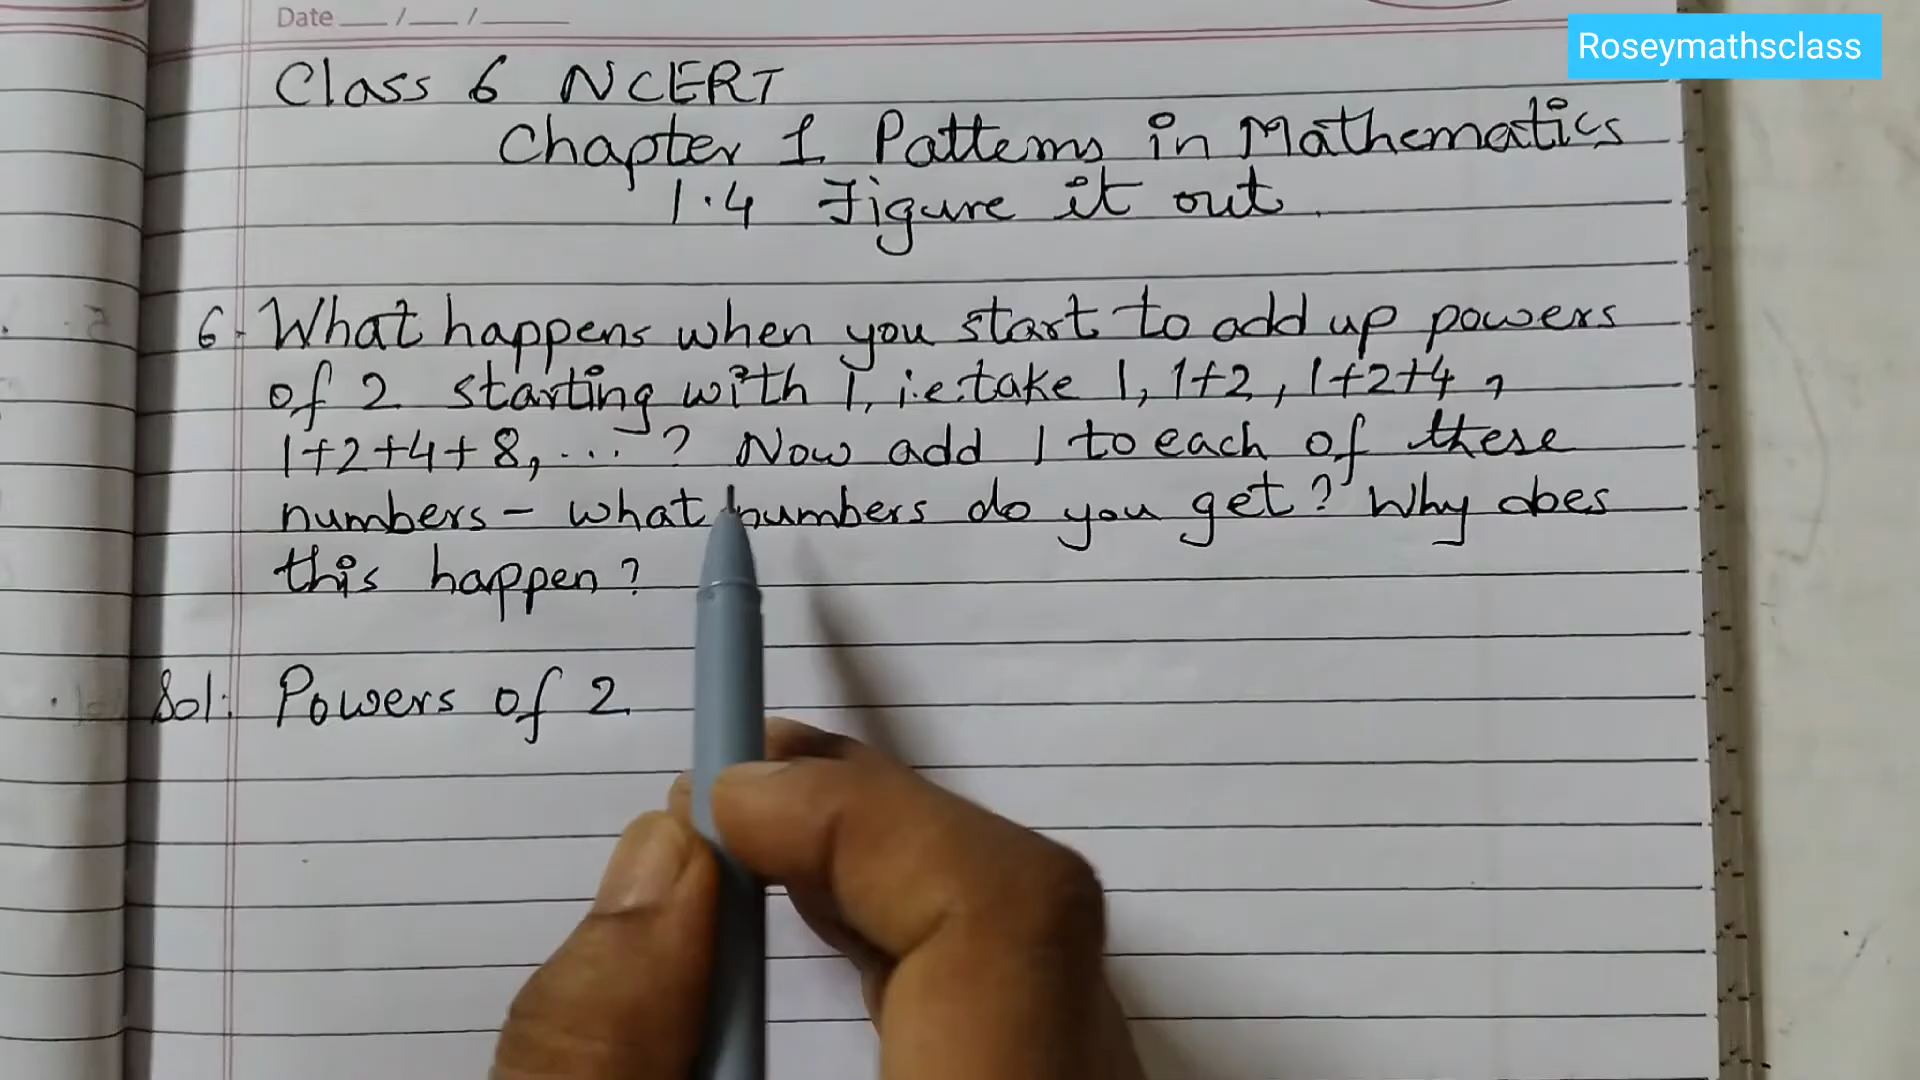 Date __/__/____
Roseymathsclass
Class 6 NCERT
Chapter 1 Patterns in Mathematics
1.4 Figure it out.
6. What happens when you start to add up powers
of 2 starting with 1, i.e. take 1, 1+2, 1+2+4,
1+2+4+8, ... ? Now add 1 to each of these
numbers - what numbers do you get? Why does
this happen?
Sol: Powers of 2